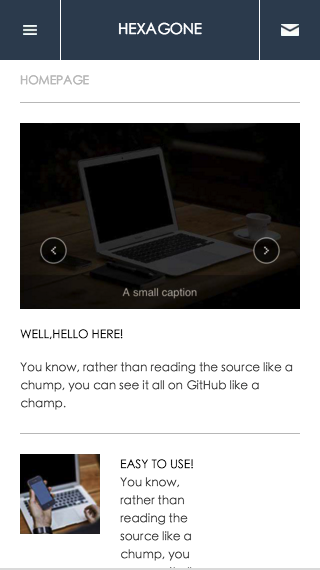 HEXAGONE
HOMEPAGE
A small caption
WELL,HELLO HERE!
You know, rather than reading the source like a
chump, you can see it all on GitHub like a
champ.
EASY TO USE!
You know,
rather than
reading the
source like a
chump, you